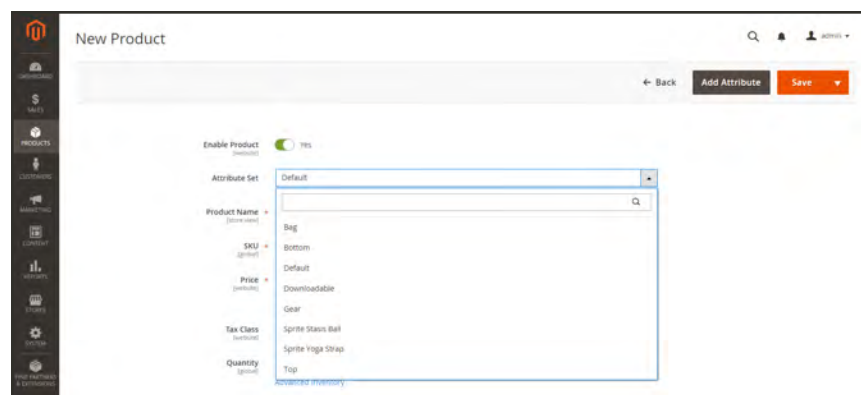 New Product
admin
← Back
Add Attribute
Save
DASHBOARD
SALES
PRODUCTS
CUSTOMERS
MARKETING
CONTENT
REPORTS
STORES
SYSTEM
FIND PARTNERS
& EXTENSIONS
Enable Product
[website]
Yes
Attribute Set
Default
Product Name *
[store view]
SKU *
[global]
Price *
[website]
Tax Class
[website]
Quantity
[global]
Bag
Bottom
Default
Downloadable
Gear
Sprite Stasis Ball
Sprite Yoga Strap
Top
Advanced Inventory